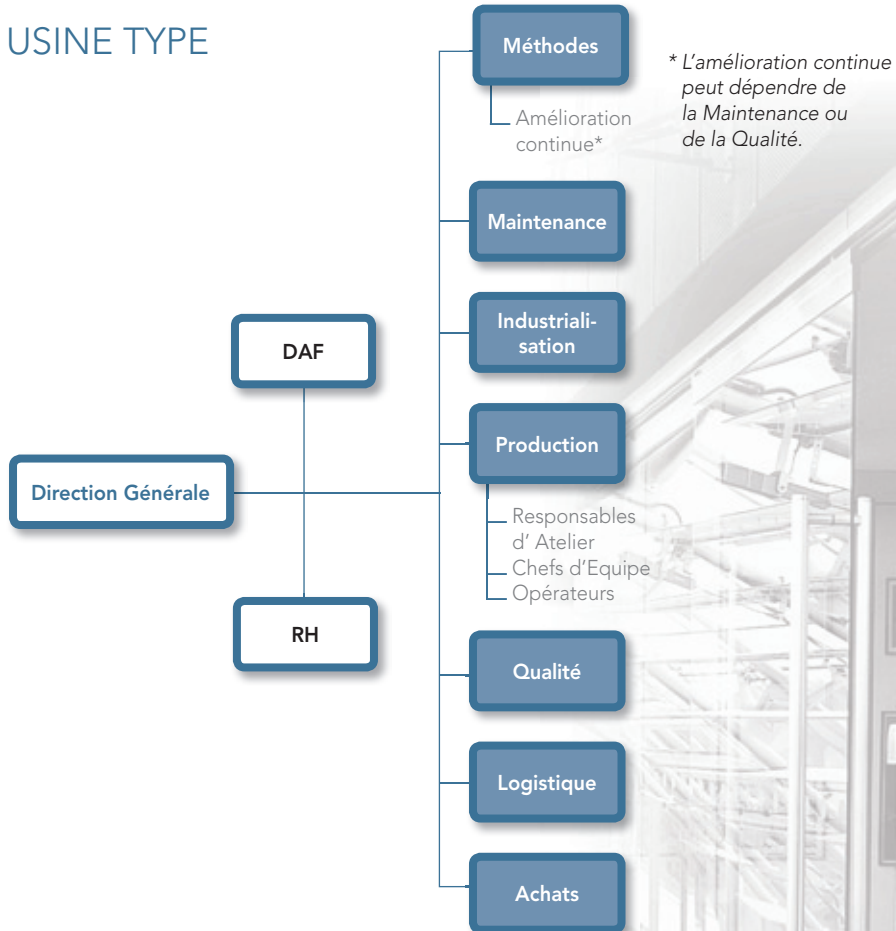 USINE TYPE
Méthodes
* L'amélioration continue
peut dépendre de
la Maintenance ou
de la Qualité.
Amélioration
continue*
Maintenance
Industriali-
sation
DAF
Production
Direction Générale
Responsables
d' Atelier
Chefs d'Equipe
Opérateurs
RH
Qualité
Logistique
Achats